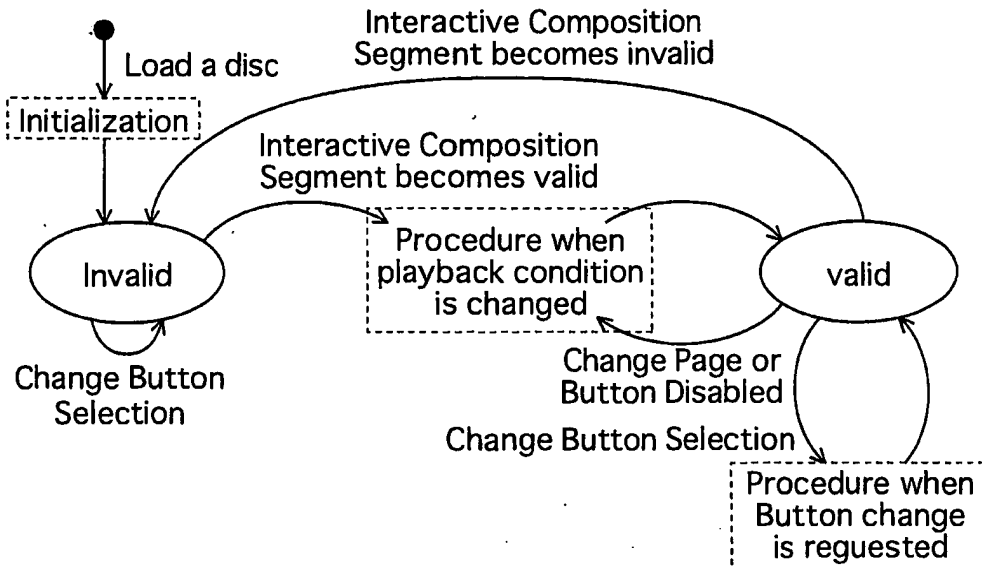 Interactive Composition
Segment becomes invalid
Load a disc
Initialization
Interactive Composition
Segment becomes valid
Procedure when
playback condition
is changed
Invalid
valid
Change Button
Selection
Change Page or
Button Disabled
Change Button Selection
Procedure when
Button change
is reguested